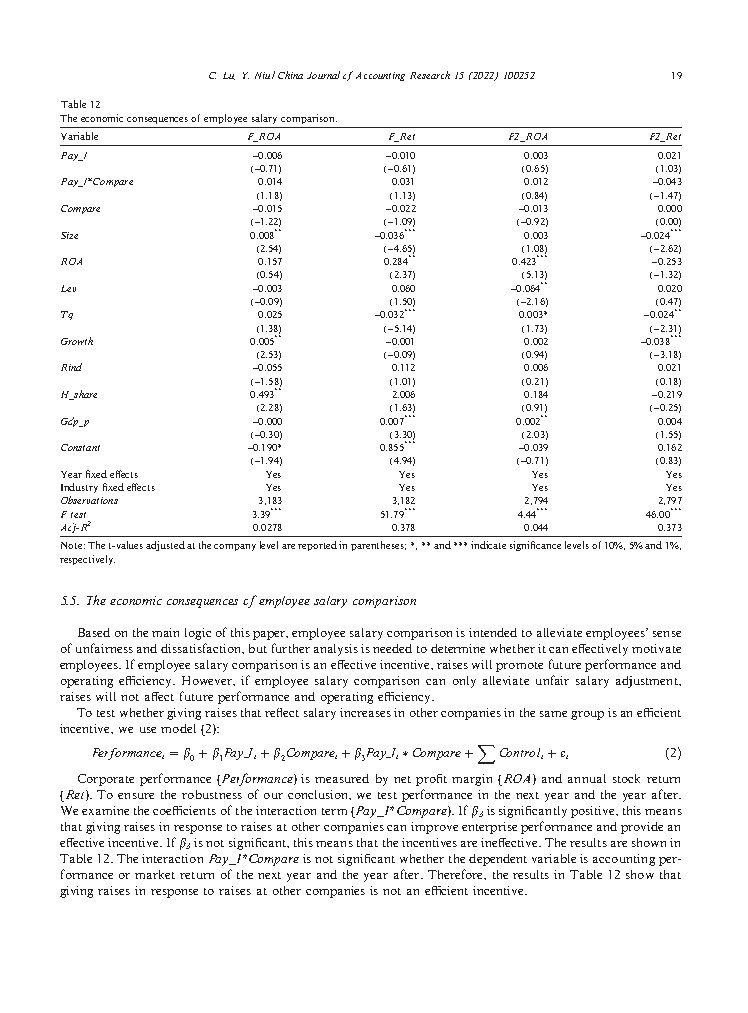 C. Lu, Y. Niu / China Journal of Accounting Research 15 (2022) 100252 19
Table 12
The economic consequences of employee salary comparison.
Variable F_ROA F_Ret F2_ROA F2_Ret
Pay_I −0.006 −0.010 0.003 0.021
(−0.71) (−0.61) (0.65) (1.03)
Pay_I*Compare 0.014 0.031 0.012 −0.043
(1.18) (1.13) (0.84) (−1.47)
Compare −0.015 −0.022 −0.013 0.000
(−1.22) (−1.09) (−0.92) (0.00)
Size 0.008** −0.036*** 0.003 −0.024***
(2.54) (−4.65) (1.08) (−2.62)
ROA 0.157 0.284** 0.423*** −0.253
(0.54) (2.37) (5.13) (−1.32)
Lev −0.003 0.060 −0.064** 0.020
(−0.09) (1.50) (−2.16) (0.47)
Tq 0.025 −0.032*** 0.003* −0.024**
(1.38) (−5.14) (1.73) (−2.31)
Growth 0.005** −0.001 0.002 −0.038***
(2.53) (−0.09) (0.94) (−3.18)
Rind −0.055 0.112 0.006 0.021
(−1.58) (1.01) (0.21) (0.18)
H_share 0.493** 2.006 0.184 −0.219
(2.28) (1.63) (0.91) (−0.25)
Gdp_p −0.000 0.007*** 0.002** 0.004
(−0.30) (3.30) (2.03) (1.55)
Constant −0.190* 0.855*** −0.039 0.162
(−1.94) (4.94) (−0.71) (0.83)
Year fixed effects Yes Yes Yes Yes
Industry fixed effects Yes Yes Yes Yes
Observations 3,183 3,182 2,794 2,797
F test 3.39*** 51.79*** 4.44*** 46.00***
Adj-R² 0.0278 0.378 0.044 0.373
Note: The t-values adjusted at the company level are reported in parentheses; *, ** and *** indicate significance levels of 10%, 5% and 1%,
respectively.
5.5. The economic consequences of employee salary comparison
Based on the main logic of this paper, employee salary comparison is intended to alleviate employees' sense
of unfairness and dissatisfaction, but further analysis is needed to determine whether it can effectively motivate
employees. If employee salary comparison is an effective incentive, raises will promote future performance and
operating efficiency. However, if employee salary comparison can only alleviate unfair salary adjustment,
raises will not affect future performance and operating efficiency.
To test whether giving raises that reflect salary increases in other companies in the same group is an efficient
incentive, we use model (2):
Performanceₜ = β₀ + β₁Pay_Iₜ + β₂Compareₜ + β₃Pay_Iₜ * Compare + ∑ Controlₜ + εₜ (2)
Corporate performance (Performance) is measured by net profit margin (ROA) and annual stock return
(Ret). To ensure the robustness of our conclusion, we test performance in the next year and the year after.
We examine the coefficients of the interaction term (Pay_I*Compare). If β₃ is significantly positive, this means
that giving raises in response to raises at other companies can improve enterprise performance and provide an
effective incentive. If β₃ is not significant, this means that the incentives are ineffective. The results are shown in
Table 12. The interaction Pay_I*Compare is not significant whether the dependent variable is accounting per-
formance or market return of the next year and the year after. Therefore, the results in Table 12 show that
giving raises in response to raises at other companies is not an efficient incentive.